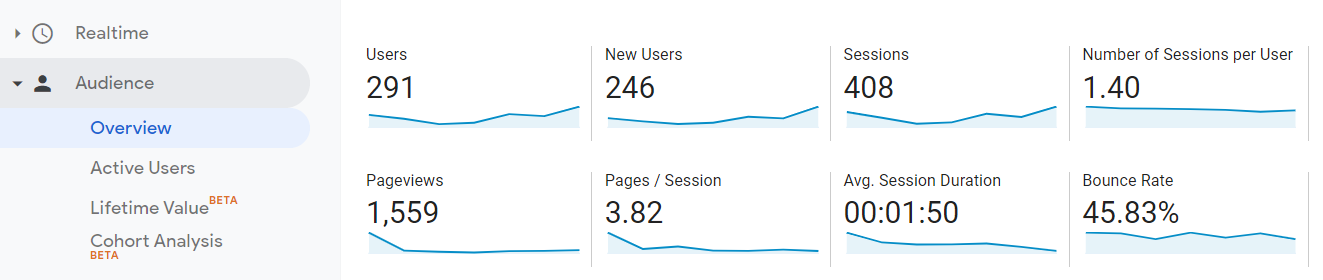 Realtime
Audience
Overview
Active Users
Lifetime Value BETA
Cohort Analysis
BETA
Users
291
New Users
246
Sessions
408
Number of Sessions per User
1.40
Pageviews
1,559
Pages / Session
3.82
Avg. Session Duration
00:01:50
Bounce Rate
45.83%